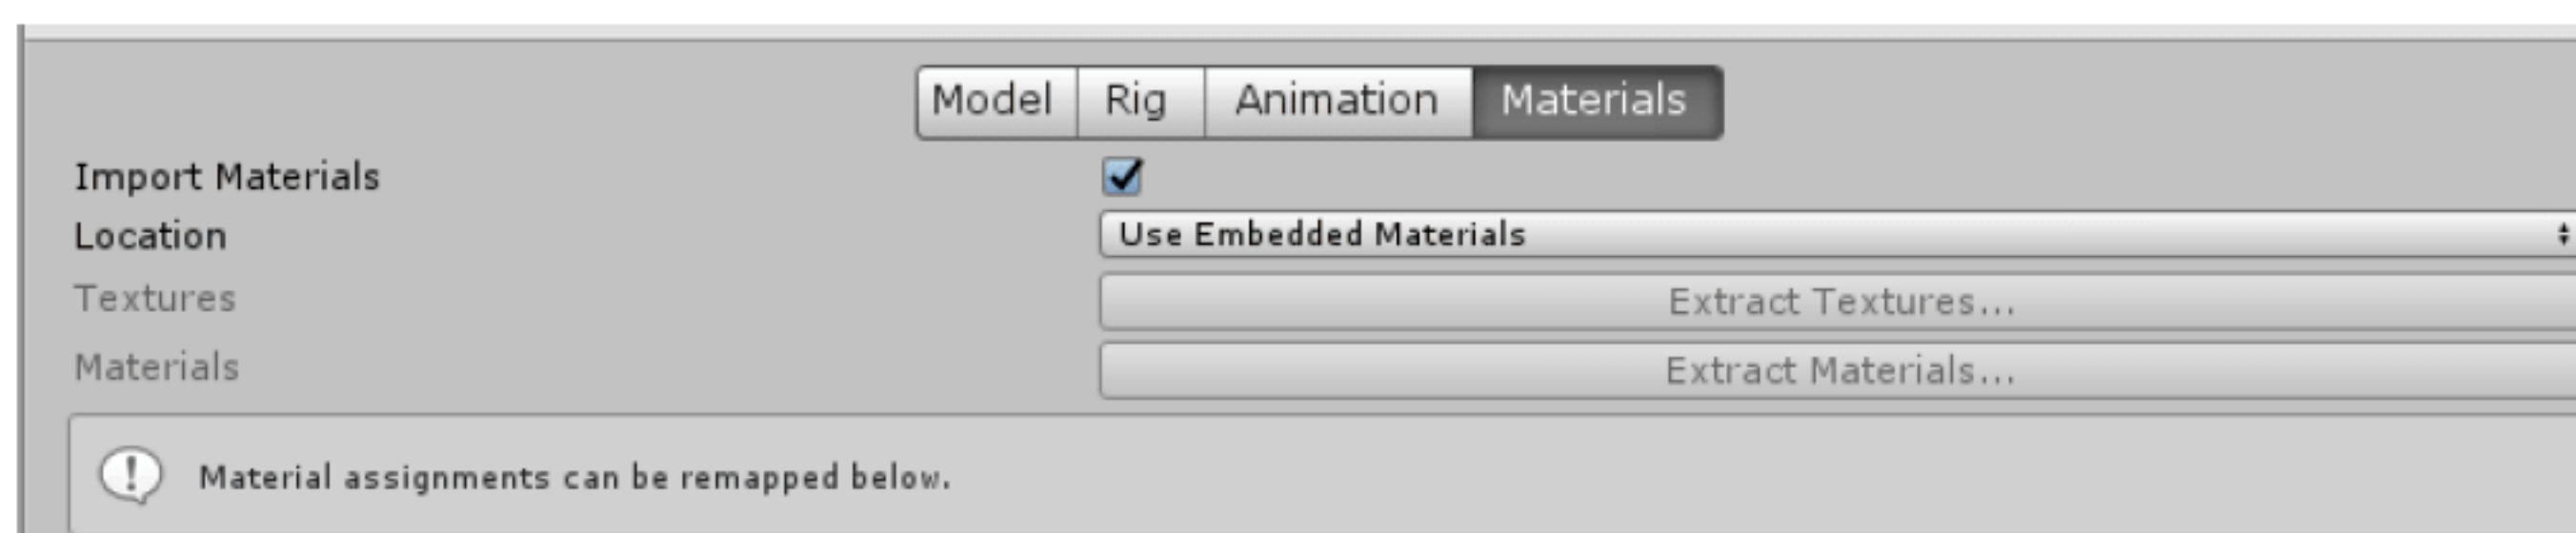 Model Rig Animation Materials
Import Materials
Location Use Embedded Materials
Textures Extract Textures...
Materials Extract Materials...
Material assignments can be remapped below.